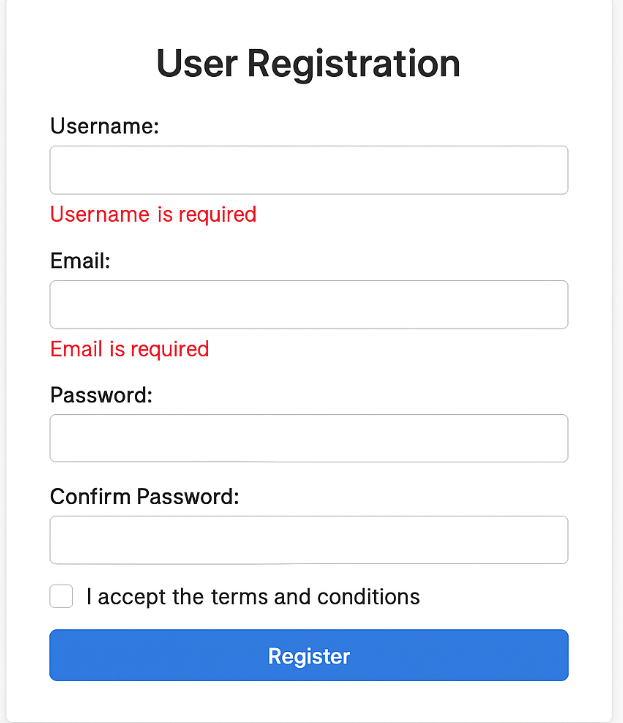 User Registration
Username:
Username is required
Email:
Email is required
Password:
Confirm Password:
I accept the terms and conditions
Register